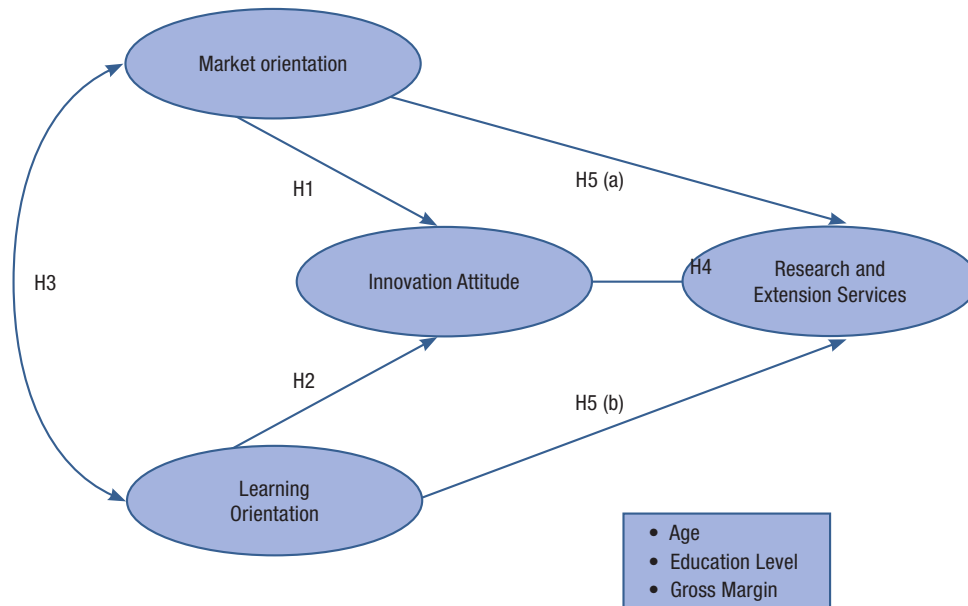 Market orientation
H1
H5 (a)
H3
Innovation Attitude
H4
Research and
Extension Services
H2
H5 (b)
Learning
Orientation
• Age
• Education Level
• Gross Margin